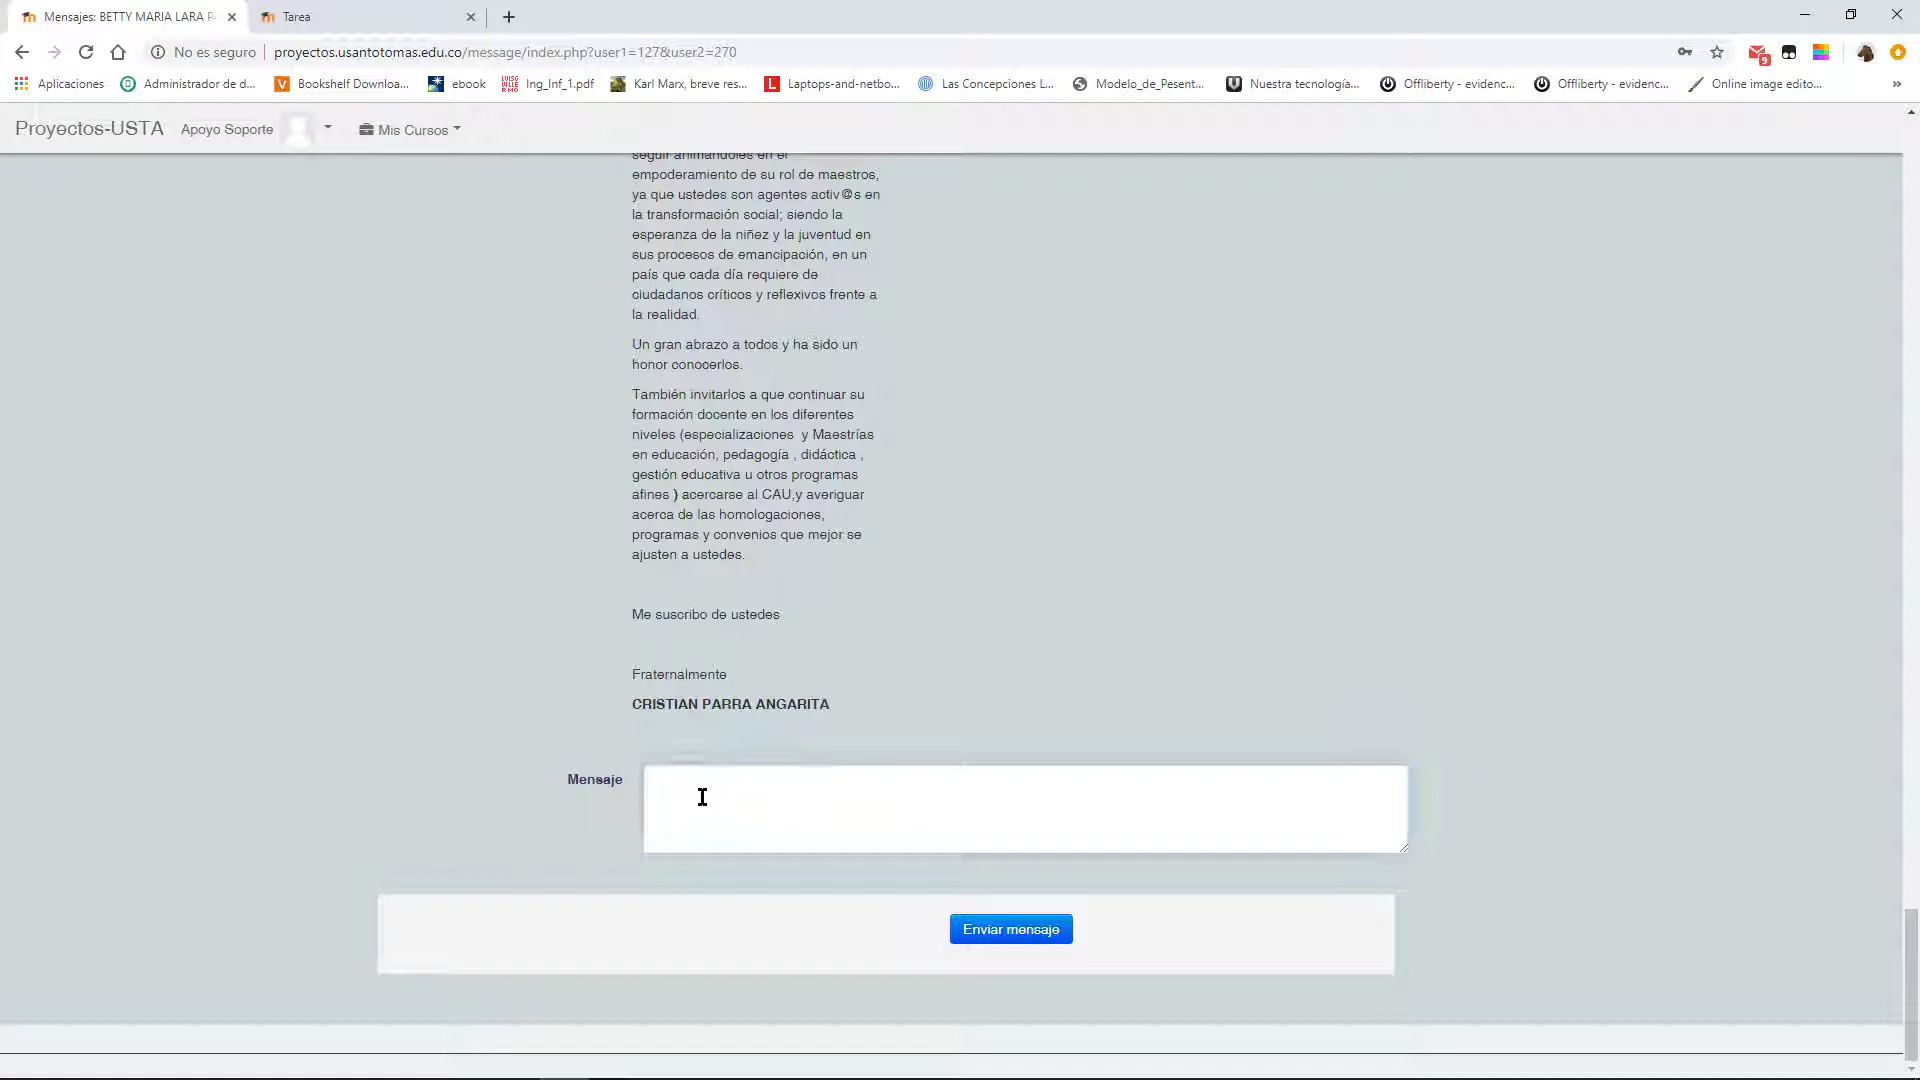 Mensajes: BETTY MARIA LARA P
Tarea
No es seguro
proyectos.usantotomas.edu.co/message/index.php?user1=127&user2=270
9
Aplicaciones
Administrador de d...
Bookshelf Downloa...
ebook
Ing_Inf_1.pdf
Karl Marx, breve res...
Laptops-and-netbo...
Las Concepciones I...
Modelo_de_Pesent...
Nuestra tecnología...
Offliberty - evidenc...
Offliberty - evidenc...
Online image edito...
»
Proyectos-USTA
Apoyo Soporte
Mis Cursos
seguir animándoles en el
empoderamiento de su rol de maestros,
ya que ustedes son agentes activ@s en
la transformación social; siendo la
esperanza de la niñez y la juventud en
sus procesos de emancipación, en un
país que cada día requiere de
ciudadanos críticos y reflexivos frente a
la realidad.
Un gran abrazo a todos y ha sido un
honor conocerlos.
También invitarlos a que continuar su
formación docente en los diferentes
niveles (especializaciones y Maestrías
en educación, pedagogía , didáctica ,
gestión educativa u otros programas
afines ) acercarse al CAU,y averiguar
acerca de las homologaciones,
programas y convenios que mejor se
ajusten a ustedes.
Me suscribo de ustedes
Fraternalmente
CRISTIAN PARRA ANGARITA
Mensaje
Enviar mensaje